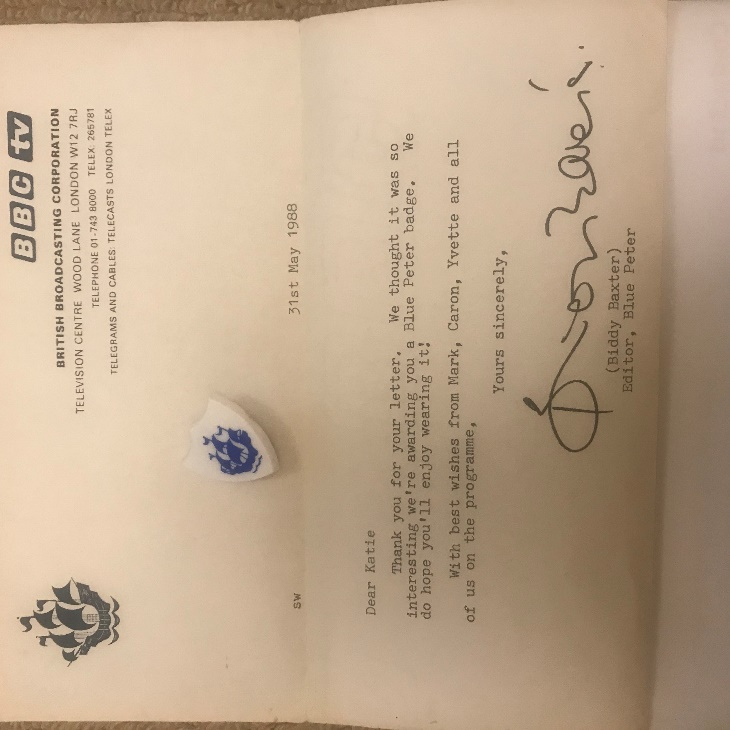 BBC tv
BRITISH BROADCASTING CORPORATION
TELEVISION CENTRE WOOD LANE LONDON W12 7RJ
TELEPHONE 01-743 8000 TELEX: 265781
TELEGRAMS AND CABLES: TELECASTS LONDON TELEX
sw
31st May 1988
Dear Katie
Thank you for your letter. We thought it was so
interesting we're awarding you a Blue Peter badge. We
do hope you'll enjoy wearing it!
With best wishes from Mark, Caron, Yvette and all
of us on the programme,
Yours sincerely,
(Biddy Baxter)
Editor, Blue Peter